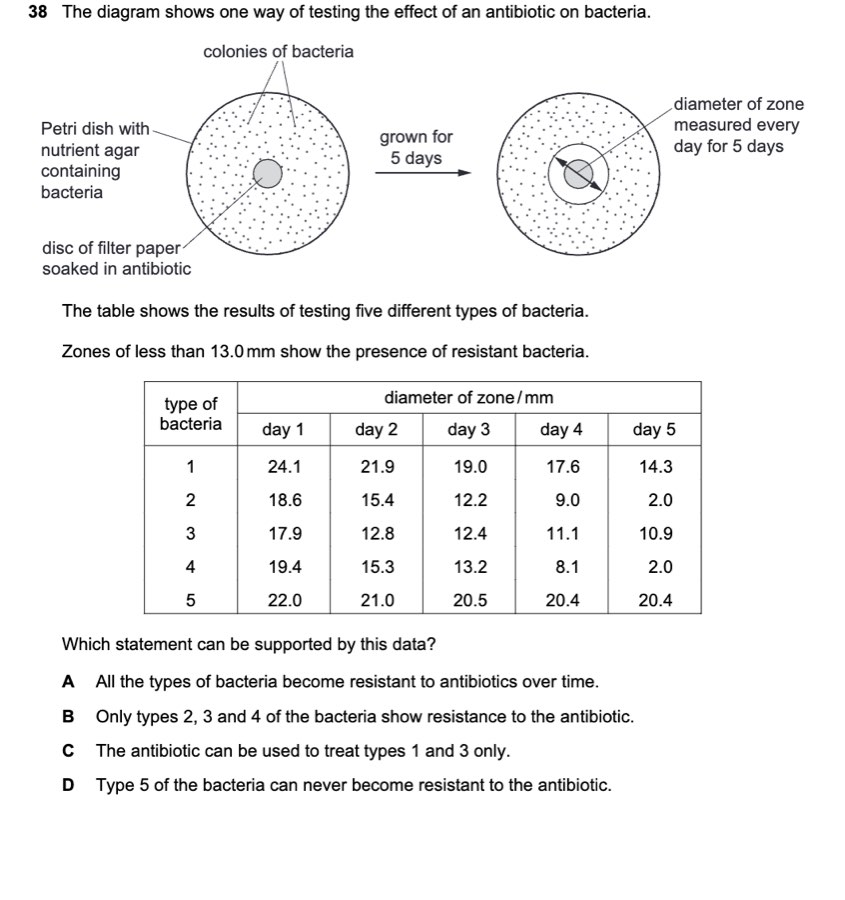 38 The diagram shows one way of testing the effect of an antibiotic on bacteria.
colonies of bacteria
Petri dish with
nutrient agar
containing
bacteria
disc of filter paper
soaked in antibiotic
grown for
5 days
diameter of zone
measured every
day for 5 days
The table shows the results of testing five different types of bacteria.
Zones of less than 13.0 mm show the presence of resistant bacteria.
type of
bacteria
diameter of zone / mm
day 1 day 2 day 3 day 4 day 5
1 24.1 21.9 19.0 17.6 14.3
2 18.6 15.4 12.2 9.0 2.0
3 17.9 12.8 12.4 11.1 10.9
4 19.4 15.3 13.2 8.1 2.0
5 22.0 21.0 20.5 20.4 20.4
Which statement can be supported by this data?
A All the types of bacteria become resistant to antibiotics over time.
B Only types 2, 3 and 4 of the bacteria show resistance to the antibiotic.
C The antibiotic can be used to treat types 1 and 3 only.
D Type 5 of the bacteria can never become resistant to the antibiotic.